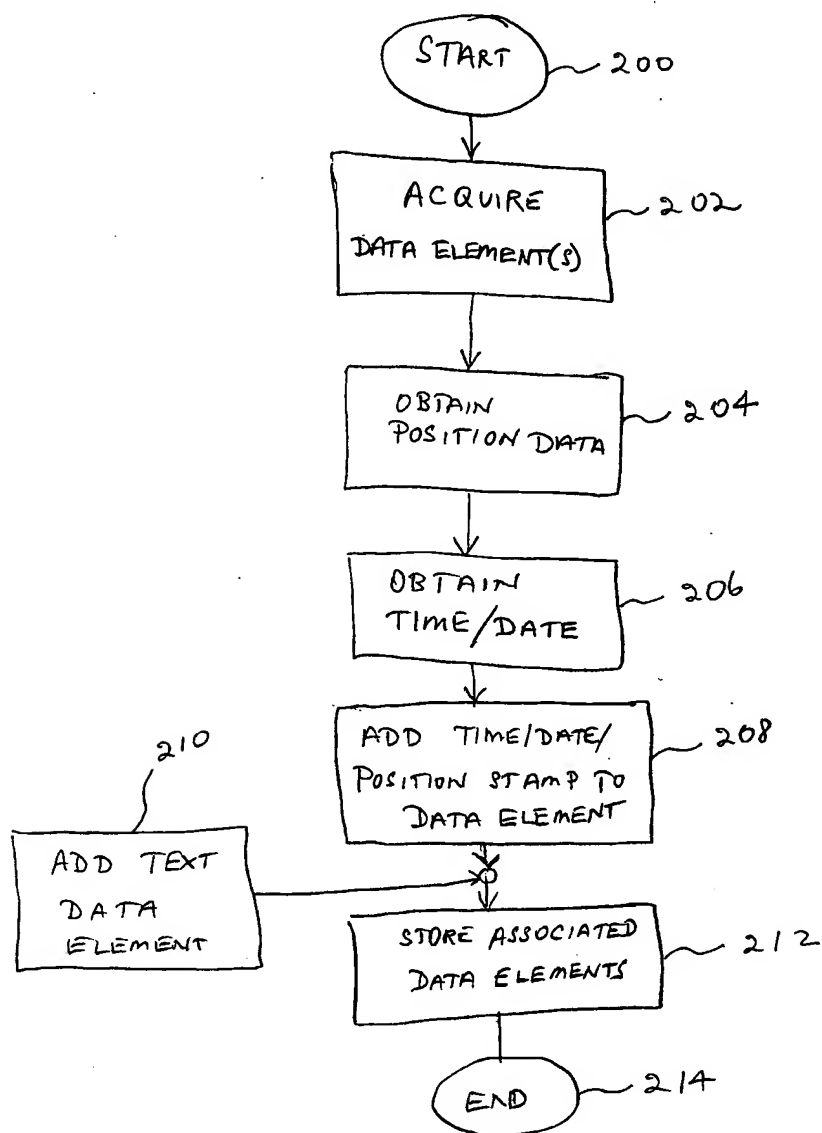 START
200
ACQUIRE
DATA ELEMENT(S)
202
OBTAIN
POSITION DATA
204
OBTAIN
TIME/DATE
206
ADD TIME/DATE/
POSITION STAMP TO
DATA ELEMENT
208
210
ADD TEXT
DATA
ELEMENT
STORE ASSOCIATED
DATA ELEMENTS
212
END
214